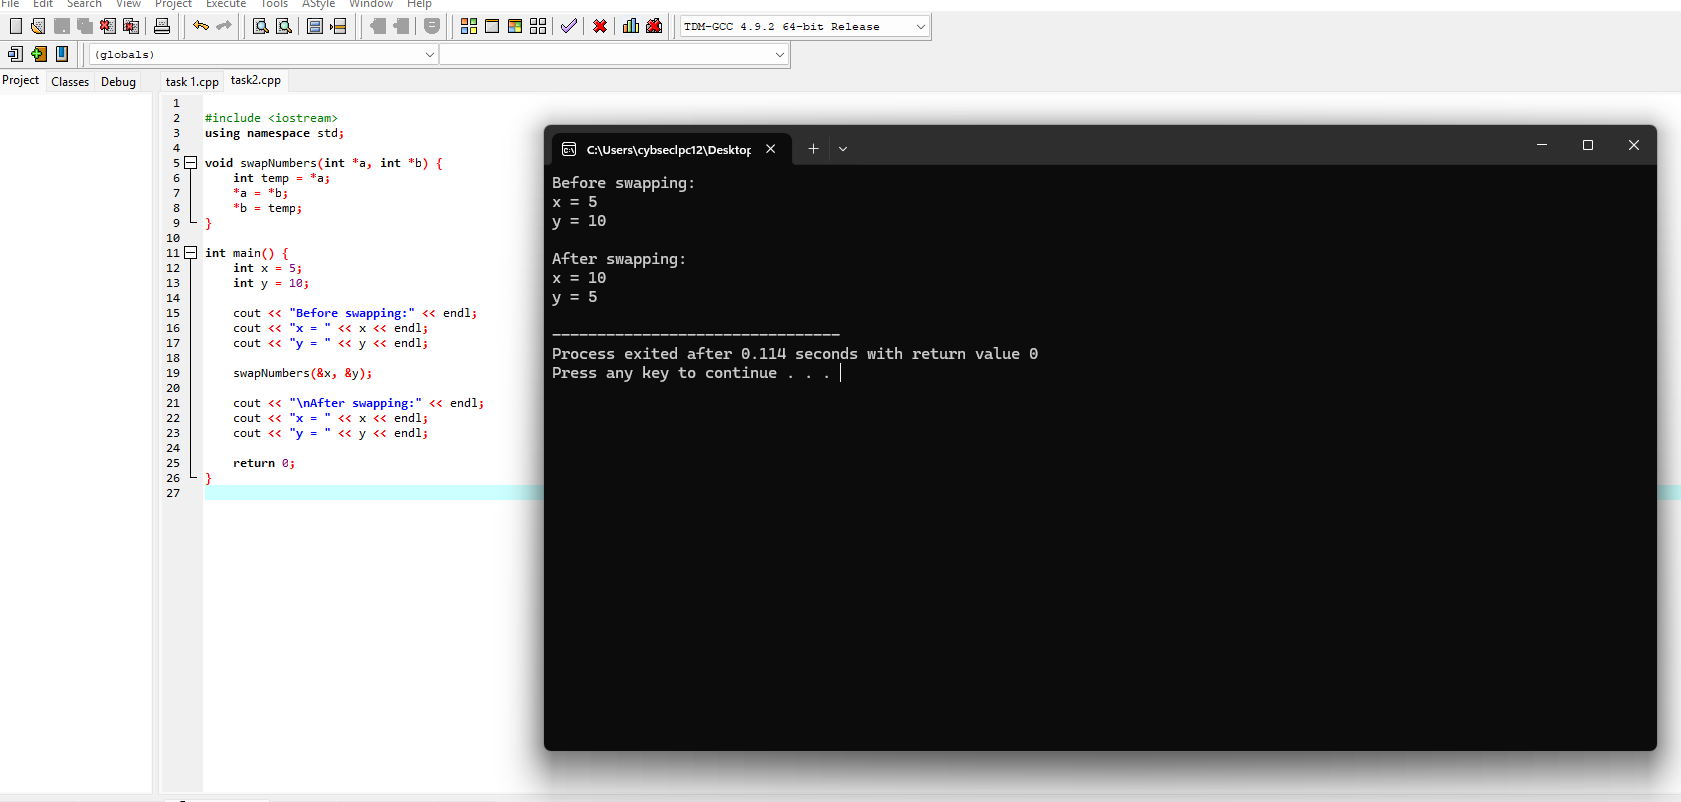 File Edit Search View Project Execute Tools AStyle Window Help
TDM-GCC 4.9.2 64-bit Release
(globals)
Project Classes Debug
task 1.cpp task2.cpp
1
2 #include <iostream>
3 using namespace std;
4
5 void swapNumbers(int *a, int *b) {
6 int temp = *a;
7 *a = *b;
8 *b = temp;
9 }
10
11 int main() {
12 int x = 5;
13 int y = 10;
14
15 cout << "Before swapping:" << endl;
16 cout << "x = " << x << endl;
17 cout << "y = " << y << endl;
18
19 swapNumbers(&x, &y);
20
21 cout << "\nAfter swapping:" << endl;
22 cout << "x = " << x << endl;
23 cout << "y = " << y << endl;
24
25 return 0;
26 }
27
C:\Users\cybseclpc12\Desktop
Before swapping:
x = 5
y = 10
After swapping:
x = 10
y = 5
--------------------------------
Process exited after 0.114 seconds with return value 0
Press any key to continue . . .